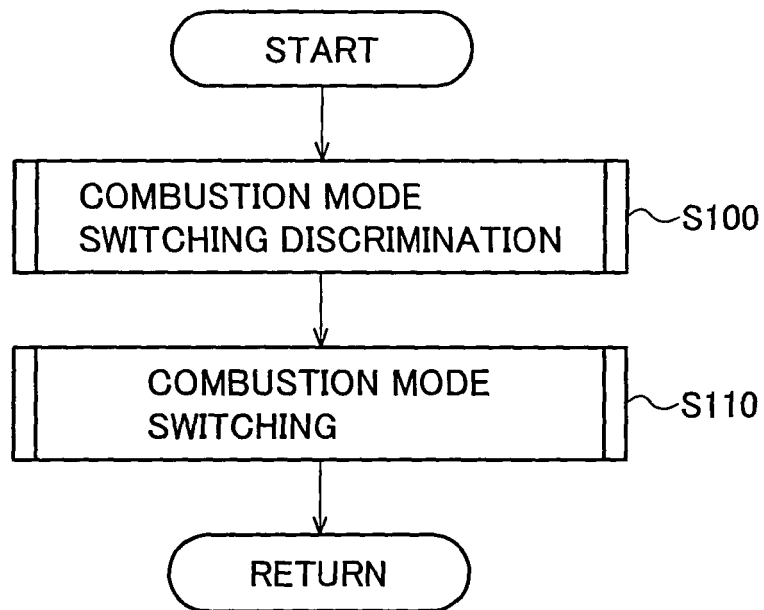 START
COMBUSTION MODE
SWITCHING DISCRIMINATION
S100
COMBUSTION MODE
SWITCHING
S110
RETURN